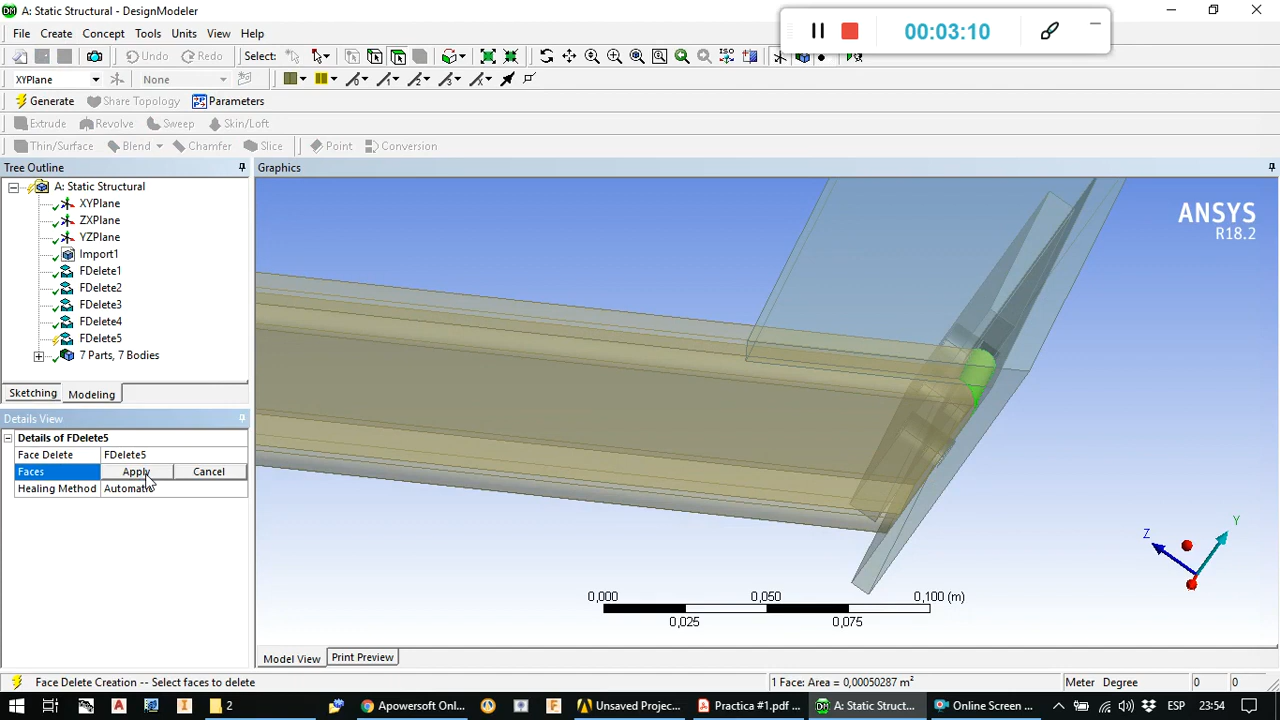 A: Static Structural - DesignModeler
00:03:10
File Create Concept Tools Units View Help
Undo Redo Select:
XYPlane None
Generate Share Topology Parameters
Extrude Revolve Sweep Skin/Loft
Thin/Surface Blend Chamfer Slice Point Conversion
Tree Outline
Graphics
A: Static Structural
XYPlane
ZXPlane
YZPlane
Import1
FDelete1
FDelete2
FDelete3
FDelete4
FDelete5
7 Parts, 7 Bodies
Sketching Modeling
Details View
Details of FDelete5
Face Delete FDelete5
Faces Apply Cancel
Healing Method Automatic
ANSYS
R18.2
Y
Z
0,000 0,050 0,100 (m)
0,025 0,075
Model View Print Preview
Face Delete Creation -- Select faces to delete 1 Face: Area = 0,00050287 m² Meter Degree 0 0
2 Apowersoft Onl... Unsaved Projec... Practica #1.pdf ... A: Static Struct... Online Screen ... ESP 23:54